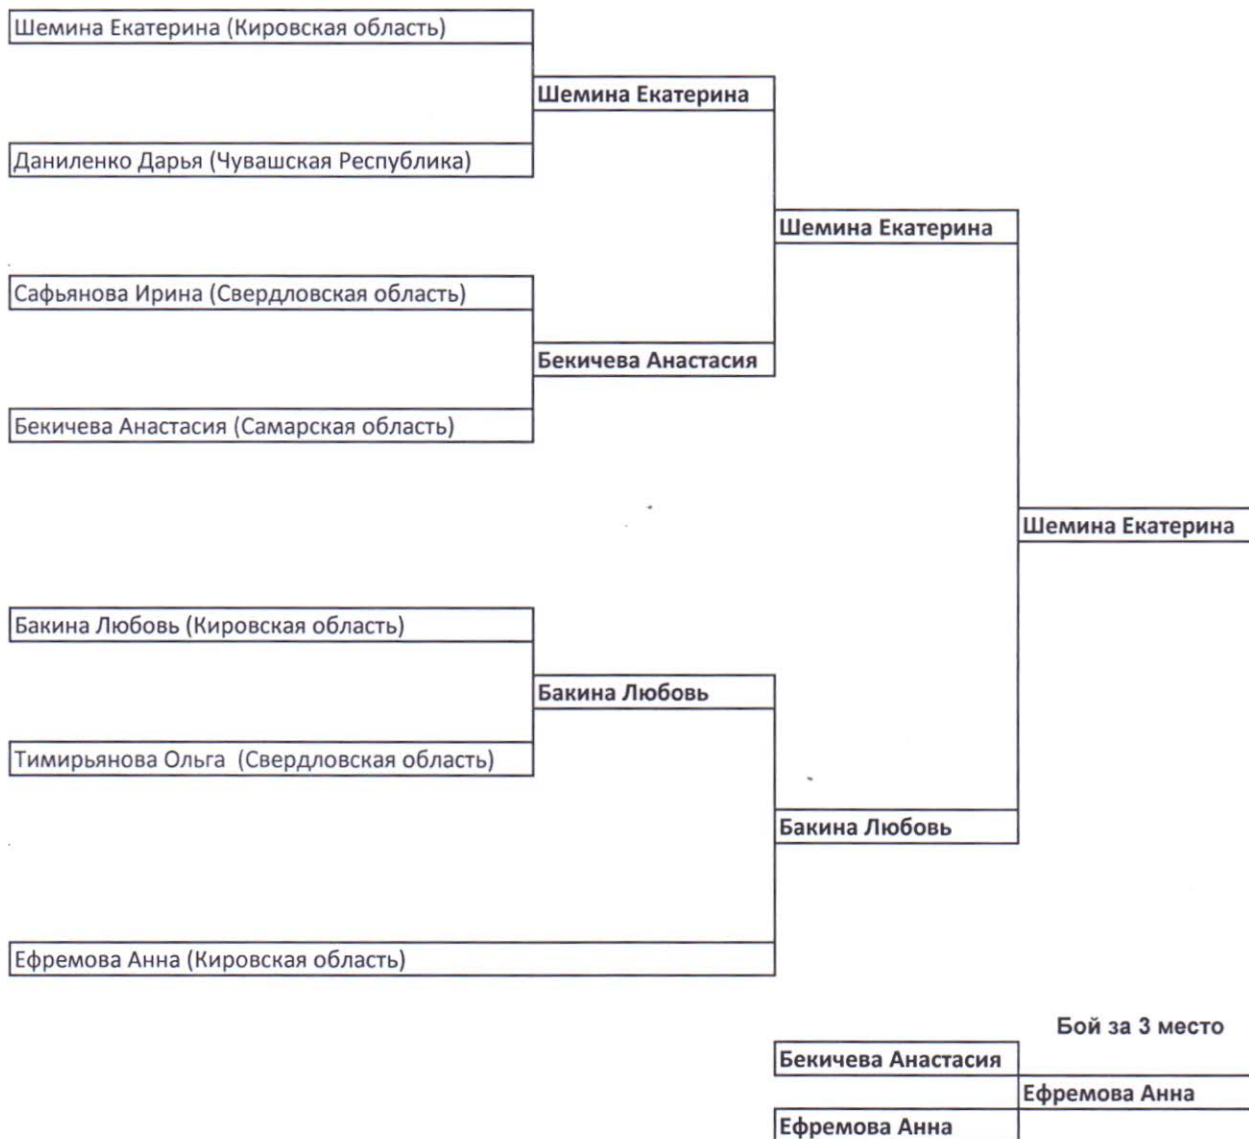 Шемина Екатерина (Кировская область)
Шемина Екатерина
Даниленко Дарья (Чувашская Республика)
Шемина Екатерина
Сафьянова Ирина (Свердловская область)
Бекичева Анастасия
Бекичева Анастасия (Самарская область)
Шемина Екатерина
Бакина Любовь (Кировская область)
Бакина Любовь
Тимирьянова Ольга (Свердловская область)
Бакина Любовь
Ефремова Анна (Кировская область)
Бой за 3 место
Бекичева Анастасия
Ефремова Анна
Ефремова Анна